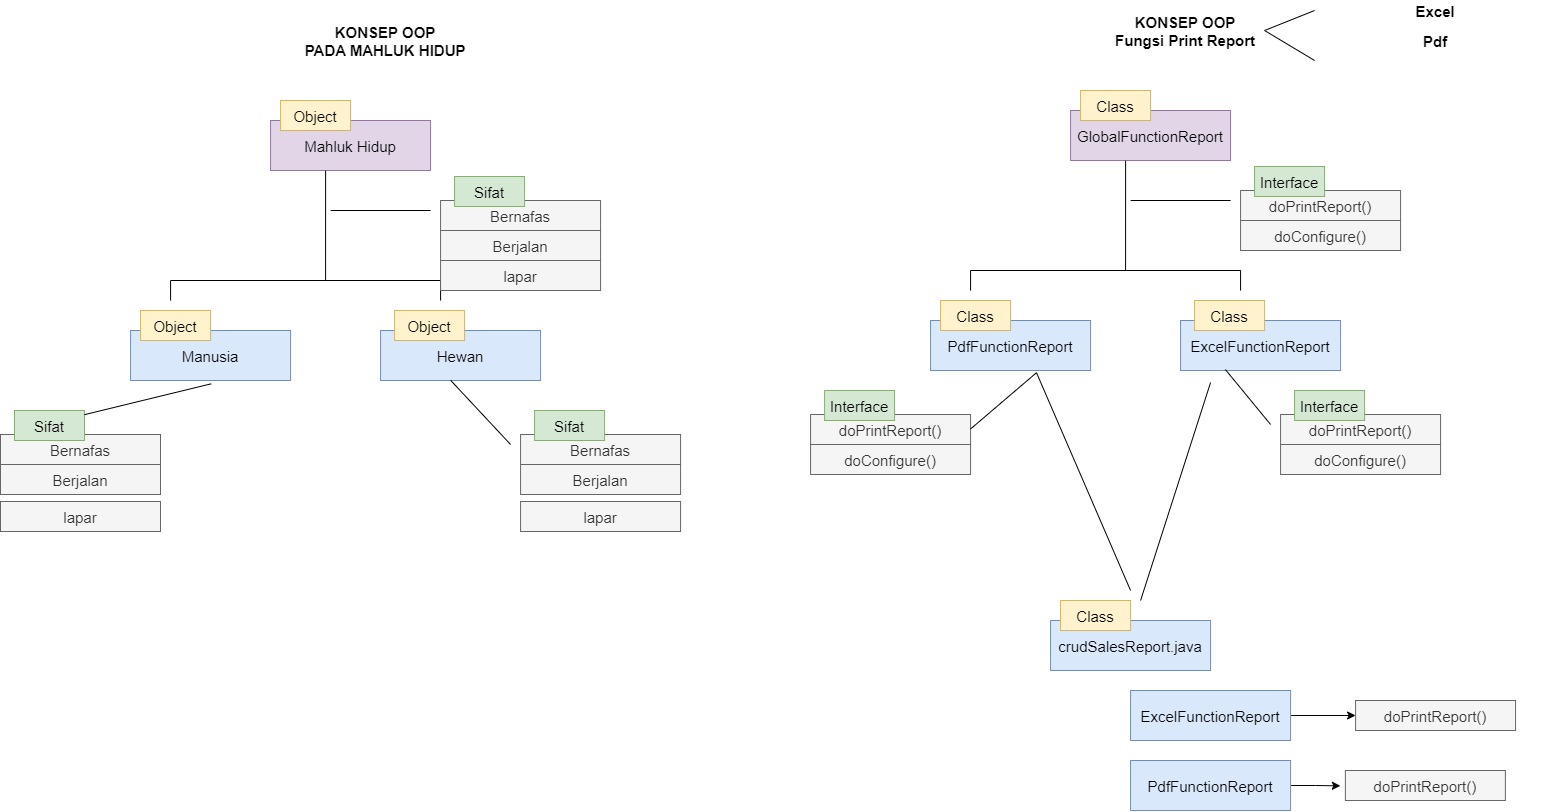 KONSEP OOP
PADA MAHLUK HIDUP
Object
Mahluk Hidup
Sifat
Bernafas
Berjalan
lapar
Object
Manusia
Object
Hewan
Sifat
Bernafas
Berjalan
lapar
Sifat
Bernafas
Berjalan
lapar
KONSEP OOP
Fungsi Print Report
Excel
Pdf
Class
GlobalFunctionReport
Interface
doPrintReport()
doConfigure()
Class
PdfFunctionReport
Class
ExcelFunctionReport
Interface
doPrintReport()
doConfigure()
Interface
doPrintReport()
doConfigure()
Class
crudSalesReport.java
ExcelFunctionReport
doPrintReport()
PdfFunctionReport
doPrintReport()